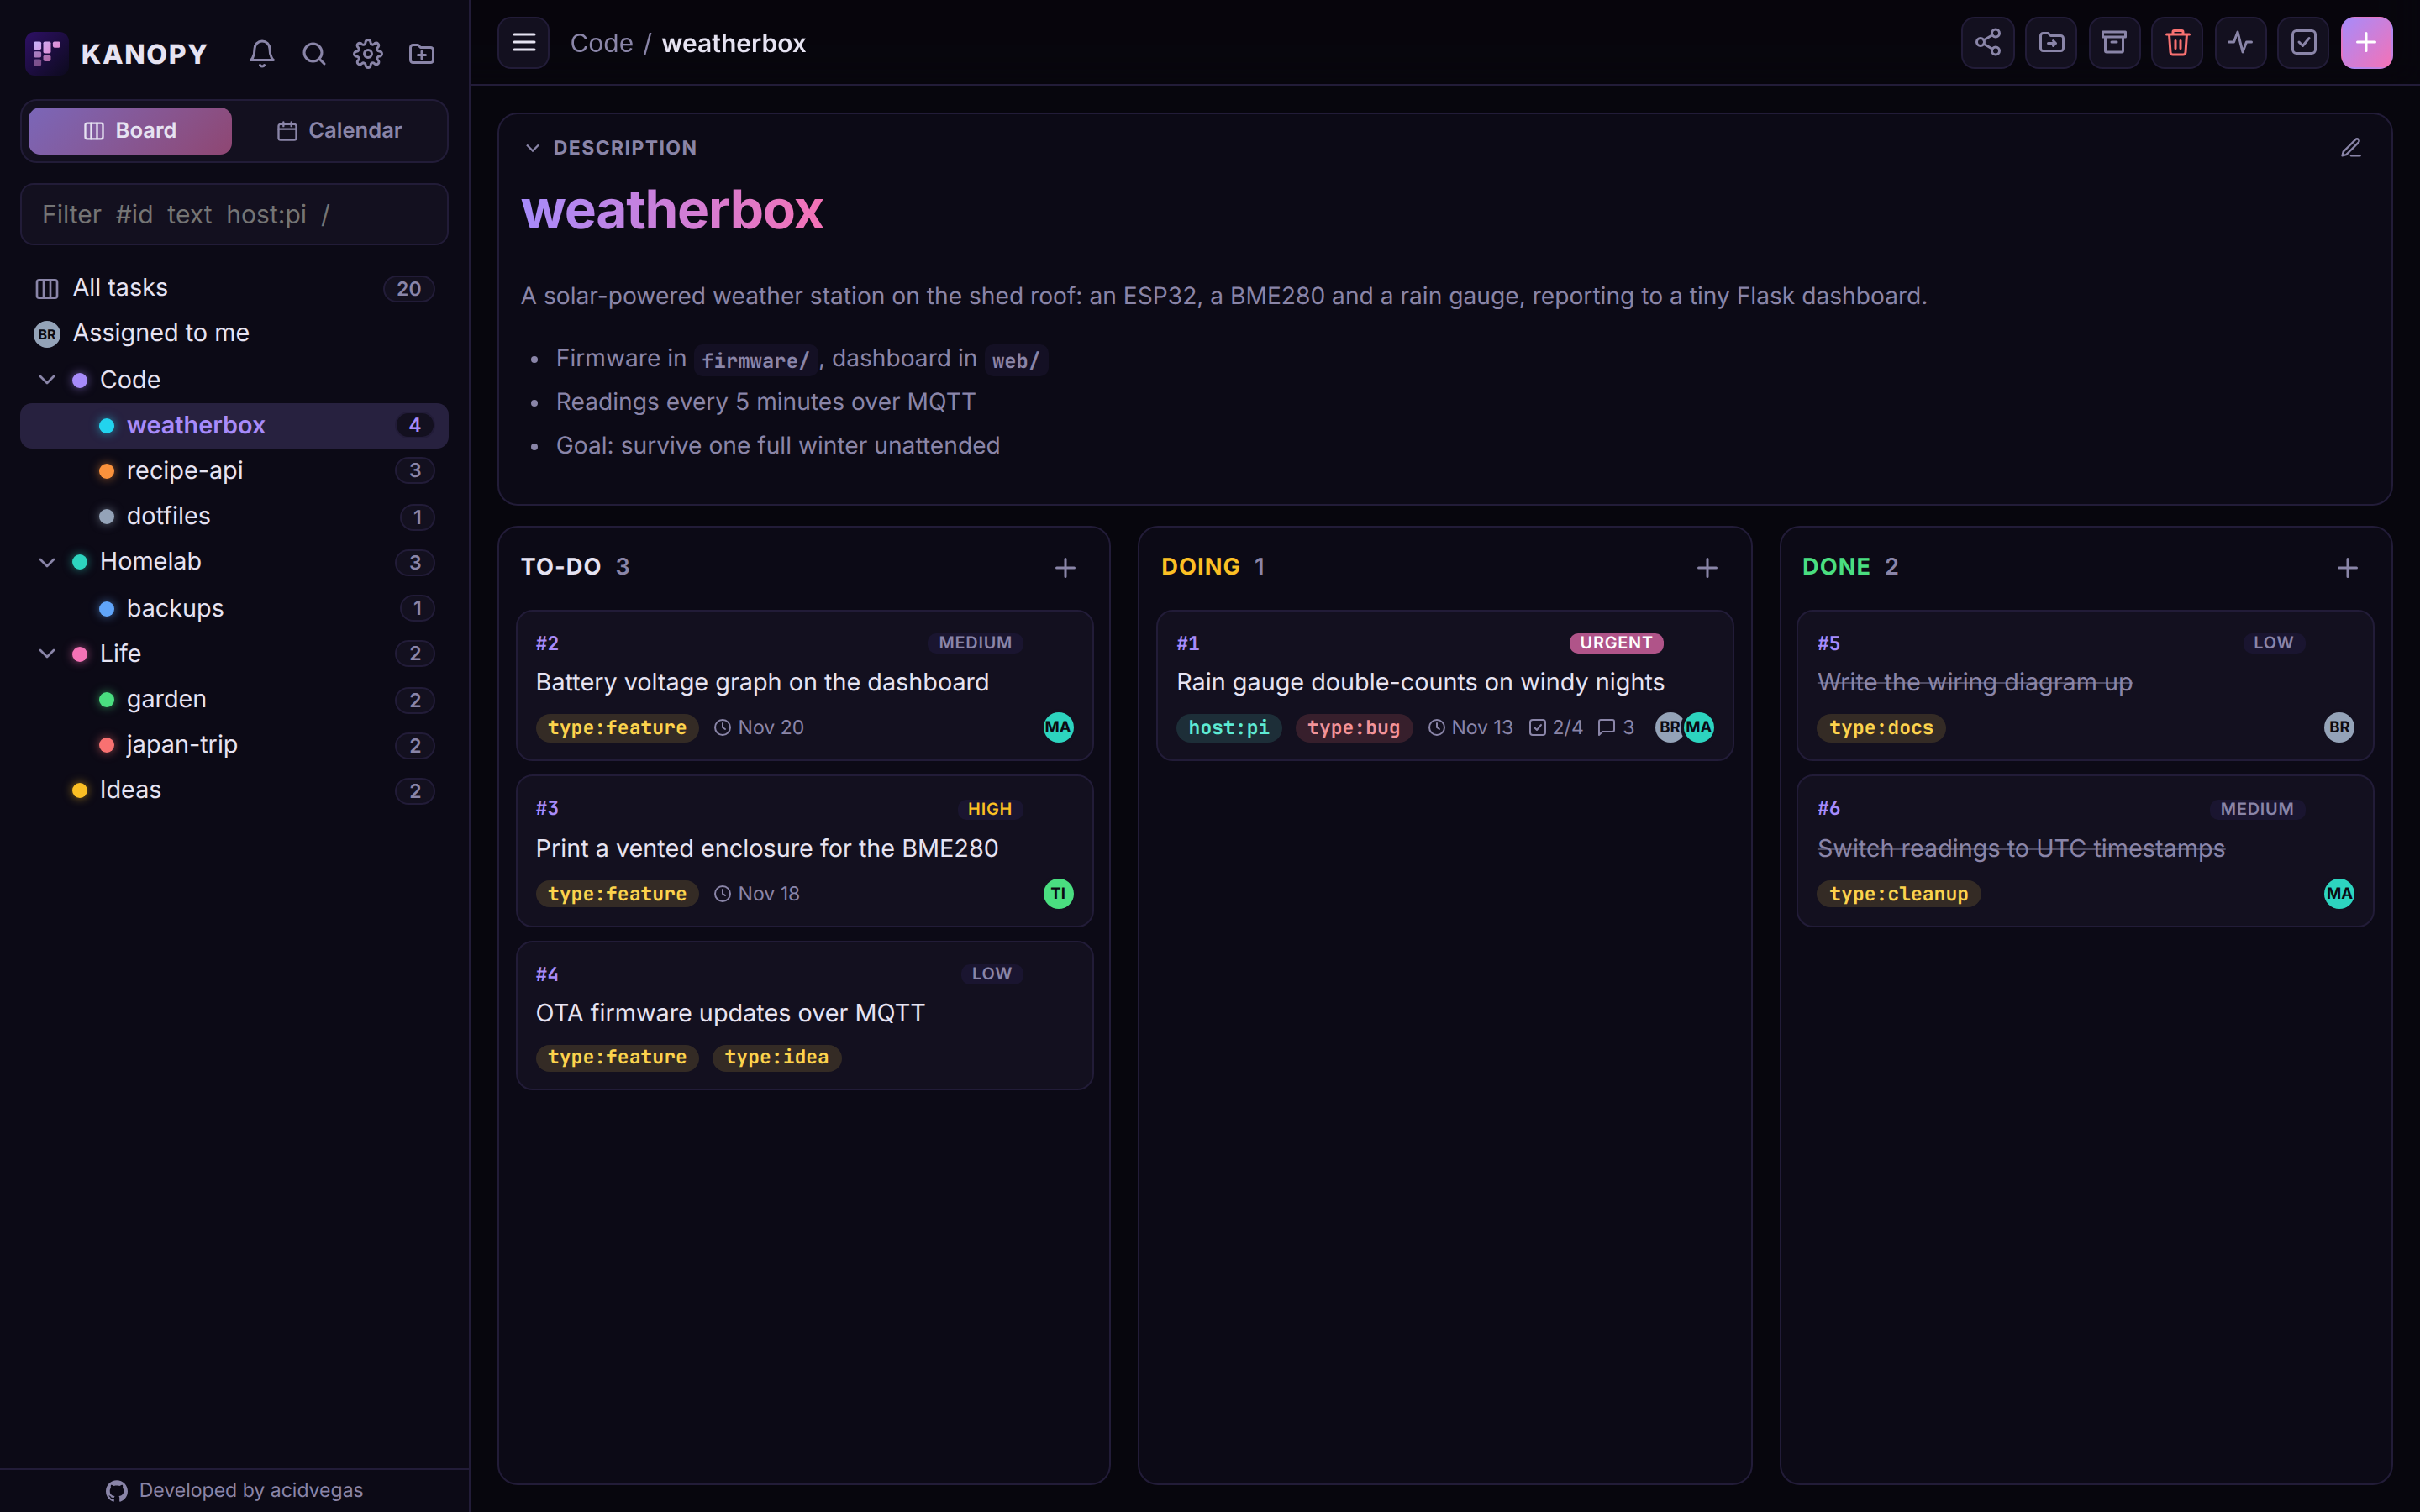 KANOPY
Board
Calendar
Filter #id text host:pi /
All tasks 20
BR Assigned to me
Code
weatherbox 4
recipe-api 3
dotfiles 1
Homelab 3
backups 1
Life 2
garden 2
japan-trip 2
Ideas 2
Developed by acidvegas
Code / weatherbox
DESCRIPTION
weatherbox
A solar-powered weather station on the shed roof: an ESP32, a BME280 and a rain gauge, reporting to a tiny Flask dashboard.
• Firmware in firmware/, dashboard in web/
• Readings every 5 minutes over MQTT
• Goal: survive one full winter unattended
TO-DO 3
#2 MEDIUM
Battery voltage graph on the dashboard
type:feature Nov 20 MA
#3 HIGH
Print a vented enclosure for the BME280
type:feature Nov 18 TI
#4 LOW
OTA firmware updates over MQTT
type:feature type:idea
DOING 1
#1 URGENT
Rain gauge double-counts on windy nights
host:pi type:bug Nov 13 2/4 3 BR MA
DONE 2
#5 LOW
Write the wiring diagram up
type:docs BR
#6 MEDIUM
Switch readings to UTC timestamps
type:cleanup MA